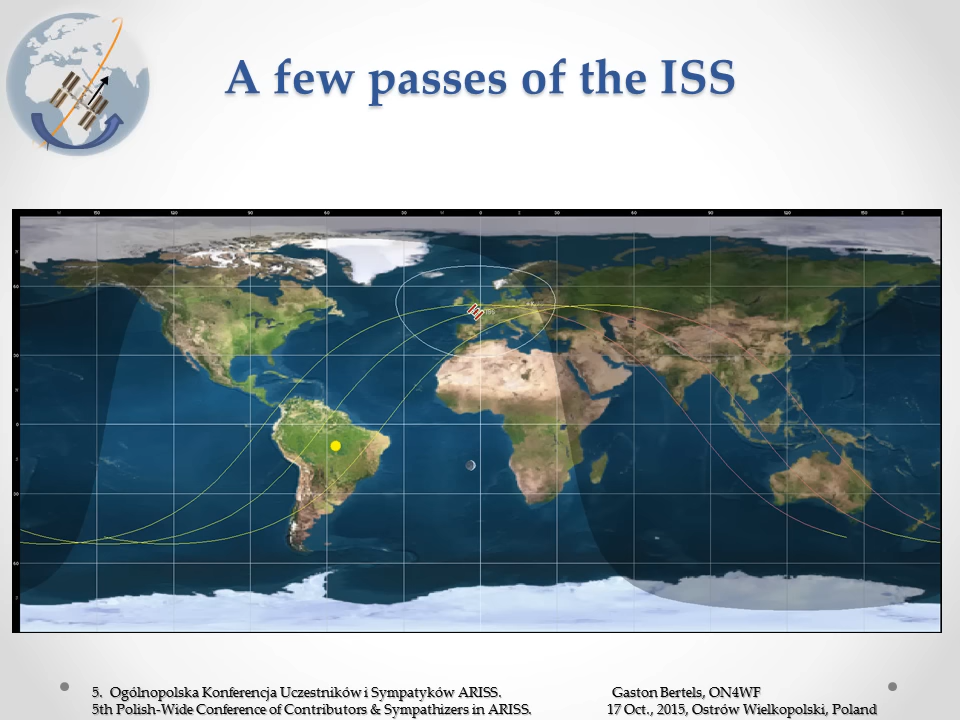 A few passes of the ISS
5. Ogólnopolska Konferencja Uczestników i Sympatyków ARISS.
Gaston Bertels, ON4WF
5th Polish-Wide Conference of Contributors & Sympathizers in ARISS.
17 Oct., 2015, Ostrów Wielkopolski, Poland